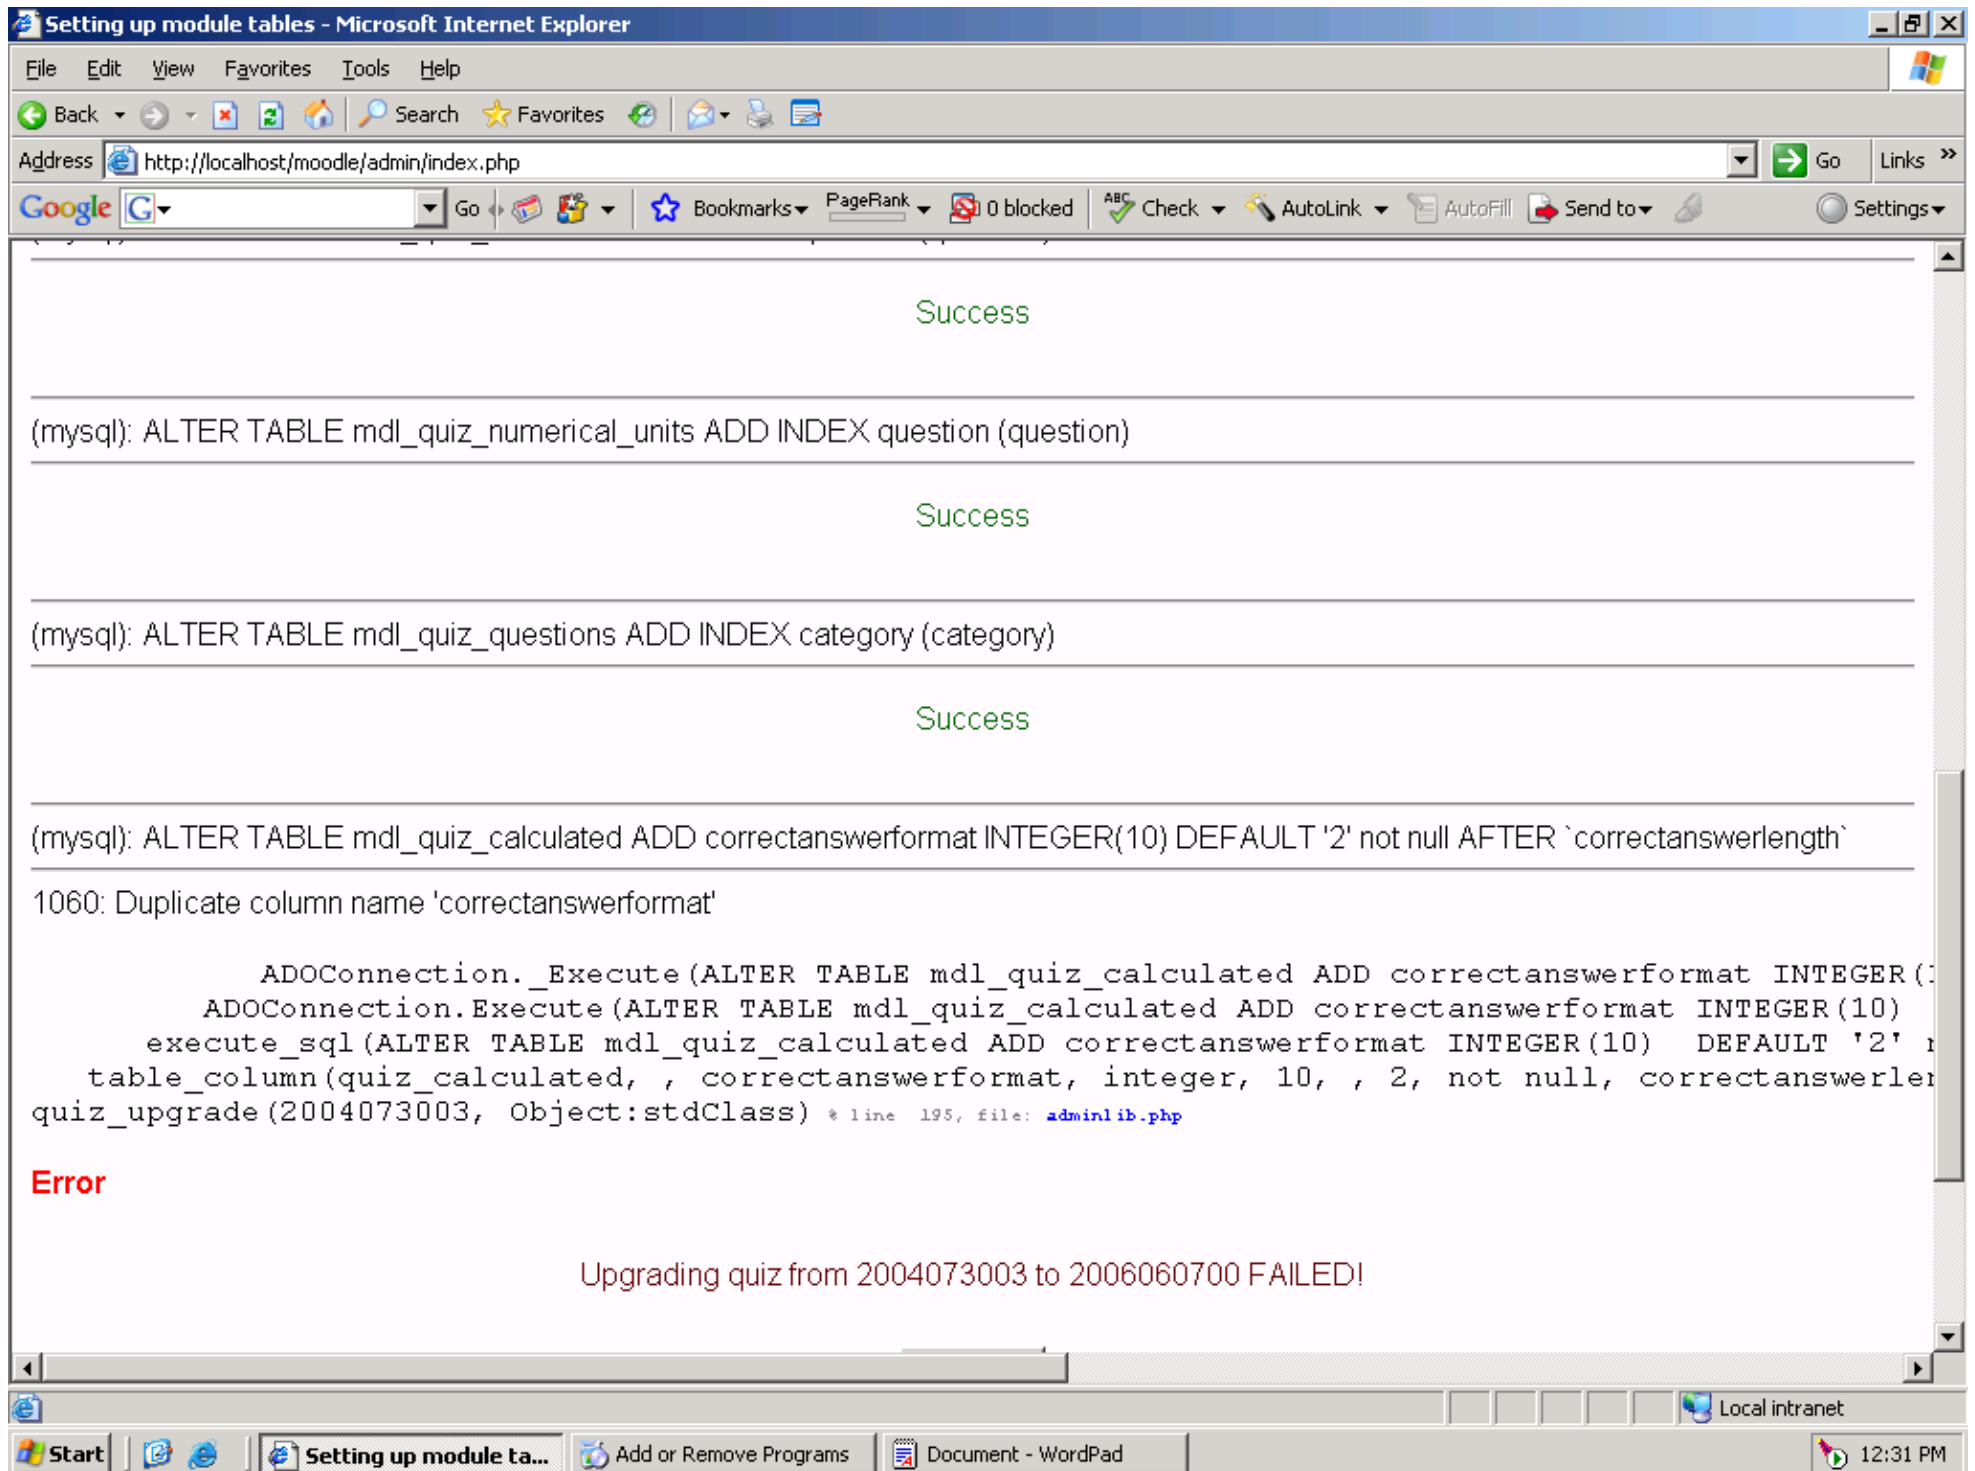 Setting up module tables - Microsoft Internet Explorer
File Edit View Favorites Tools Help
Back Search Favorites
Address http://localhost/moodle/admin/index.php Go Links »
Google G Go Bookmarks PageRank 0 blocked ABC Check AutoLink AutoFill Send to Settings
Success
(mysql): ALTER TABLE mdl_quiz_numerical_units ADD INDEX question (question)
Success
(mysql): ALTER TABLE mdl_quiz_questions ADD INDEX category (category)
Success
(mysql): ALTER TABLE mdl_quiz_calculated ADD correctanswerformat INTEGER(10) DEFAULT '2' not null AFTER `correctanswerlength`
1060: Duplicate column name 'correctanswerformat'
ADOConnection._Execute(ALTER TABLE mdl_quiz_calculated ADD correctanswerformat INTEGER(
ADOConnection.Execute(ALTER TABLE mdl_quiz_calculated ADD correctanswerformat INTEGER(10)
execute_sql(ALTER TABLE mdl_quiz_calculated ADD correctanswerformat INTEGER(10) DEFAULT '2'
table_column(quiz_calculated, , correctanswerformat, integer, 10, , 2, not null, correctanswerler
quiz_upgrade(2004073003, Object:stdClass) % line 195, file: adminlib.php
Error
Upgrading quiz from 2004073003 to 2006060700 FAILED!
Local intranet
Start Setting up module ta... Add or Remove Programs Document - WordPad 12:31 PM